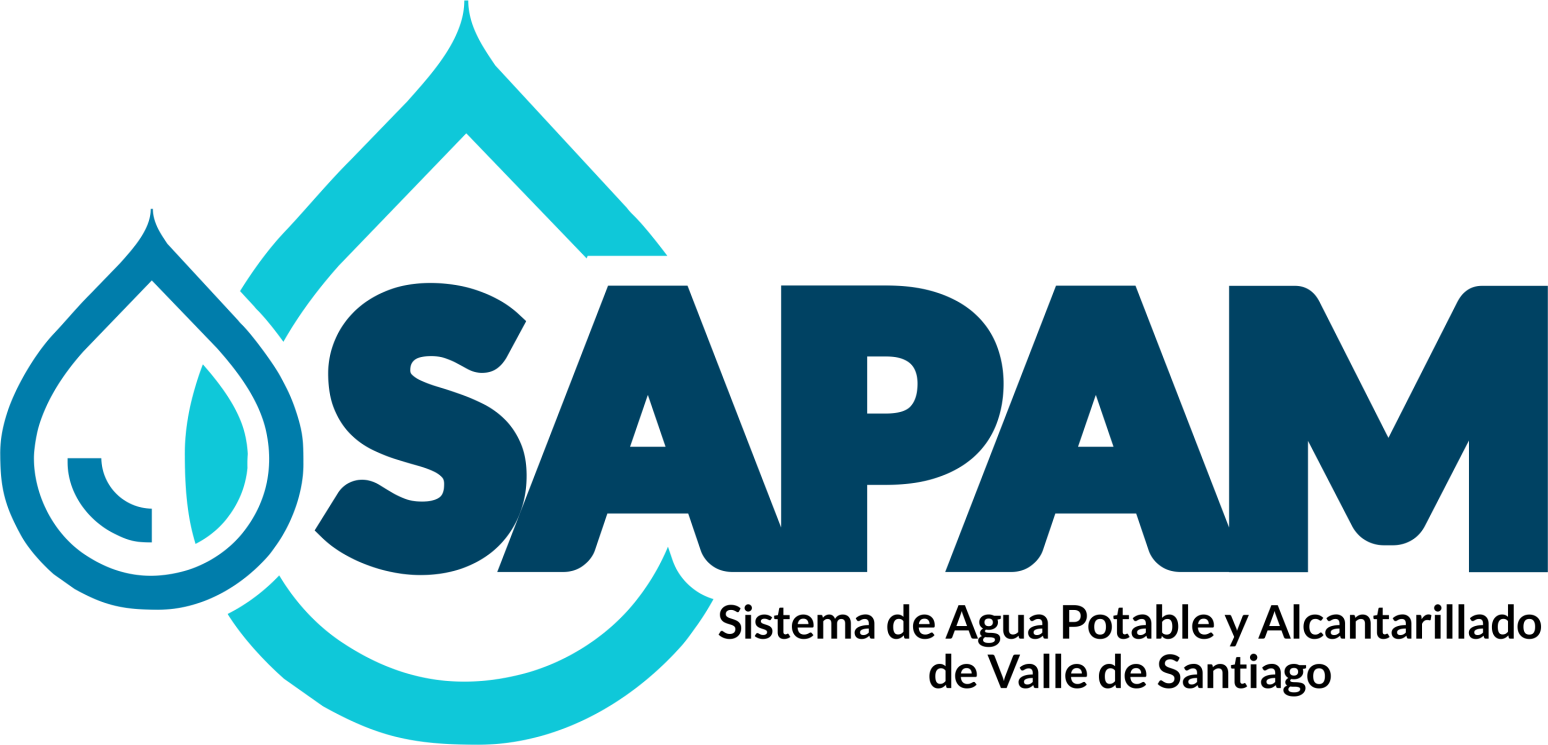 SAPAM
Sistema de Agua Potable y Alcantarillado
de Valle de Santiago